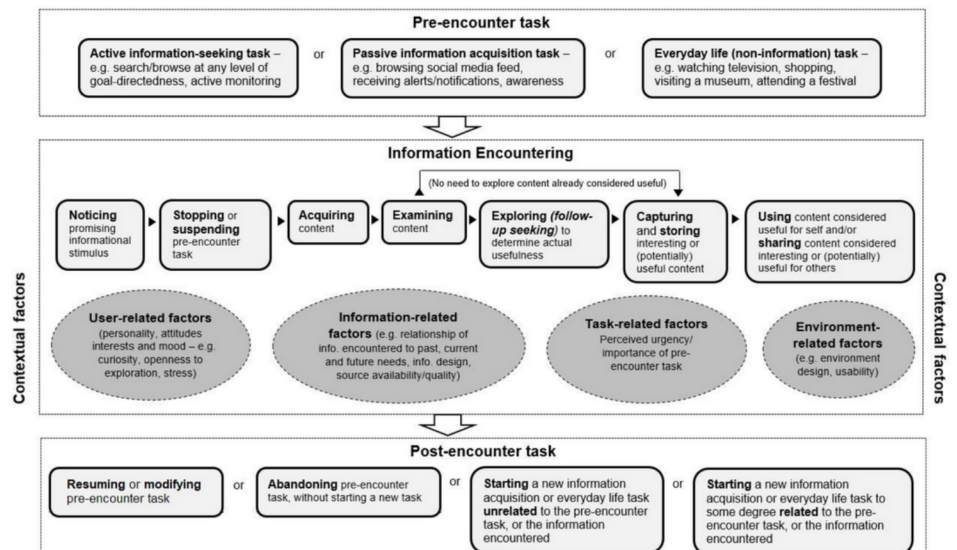 Pre-encounter task
Active information-seeking task –
e.g. search/browse at any level of
goal-directedness, active monitoring
or
Passive information acquisition task –
e.g. browsing social media feed,
receiving alerts/notifications, awareness
or
Everyday life (non-information) task –
e.g. watching television, shopping,
visiting a museum, attending a festival
Information Encountering
(No need to explore content already considered useful)
Noticing
promising
informational
stimulus
Stopping or
suspending
pre-encounter
task
Acquiring
content
Examining
content
Exploring (follow-
up seeking) to
determine actual
usefulness
Capturing
and storing
interesting or
(potentially)
useful content
Using content considered
useful for self and/or
sharing content considered
interesting or (potentially)
useful for others
Contextual factors
User-related factors
(personality, attitudes
interests and mood – e.g.
curiosity, openness to
exploration, stress)
Information-related
factors (e.g. relationship of
info. encountered to past, current
and future needs, info. design,
source availability/quality)
Task-related factors
Perceived urgency/
importance of pre-
encounter task
Environment-
related factors
(e.g. environment
design, usability)
Contextual factors
Post-encounter task
Resuming or modifying
pre-encounter task
or
Abandoning pre-encounter
task, without starting a new task
or
Starting a new information
acquisition or everyday life task
unrelated to the pre-encounter
task, or the information
encountered
or
Starting a new information
acquisition or everyday life task to
some degree related to the pre-
encounter task, or the information
encountered